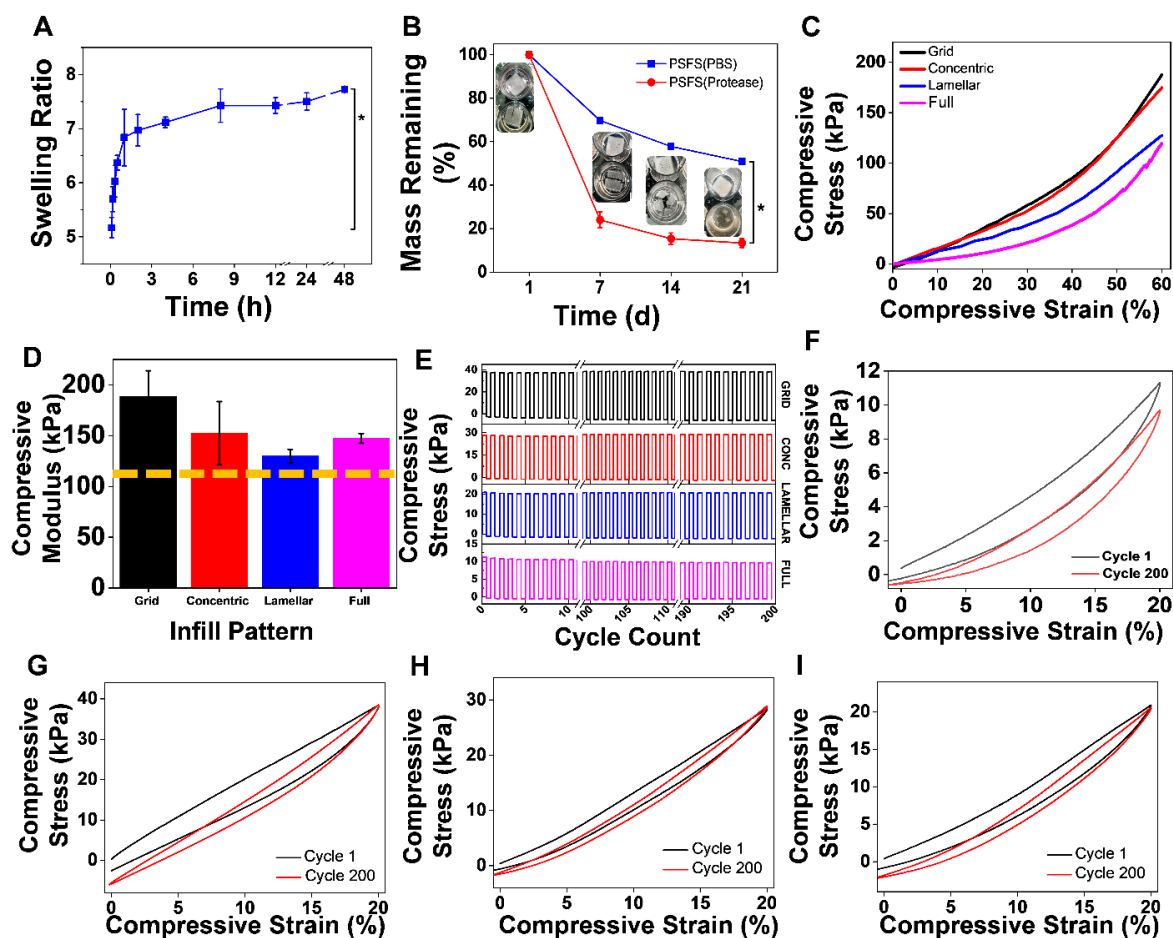 A
Swelling Ratio
8
7
6
5
0
3
6
9
12
24
48
*
Time (h)
B
Mass Remaining
(%)
100
80
60
40
20
0
PSFS(PBS)
PSFS(Protease)
*
1
7
14
21
Time (d)
C
Compressive
Stress (kPa)
200
150
100
50
0
Grid
Concentric
Lamellar
Full
0
10
20
30
40
50
60
Compressive Strain (%)
D
Compressive
Modulus (kPa)
200
150
100
50
0
Grid
Concentric
Lamellar
Full
Infill Pattern
E
Compressive
Stress (kPa)
40
20
0
GRID
30
15
0
CONC
20
10
0
LAMELLAR
15
10
5
0
FULL
0
5
10
100
105
110
190
195
200
Cycle Count
F
Compressive
Stress (kPa)
12
10
8
6
4
2
0
Cycle 1
Cycle 200
0
5
10
15
20
Compressive Strain (%)
G
Compressive
Stress (kPa)
40
30
20
10
0
Cycle 1
Cycle 200
0
5
10
15
20
Compressive Strain (%)
H
Compressive
Stress (kPa)
30
20
10
0
Cycle 1
Cycle 200
0
5
10
15
20
Compressive Strain (%)
I
Compressive
Stress (kPa)
20
15
10
5
0
Cycle 1
Cycle 200
0
5
10
15
20
Compressive Strain (%)